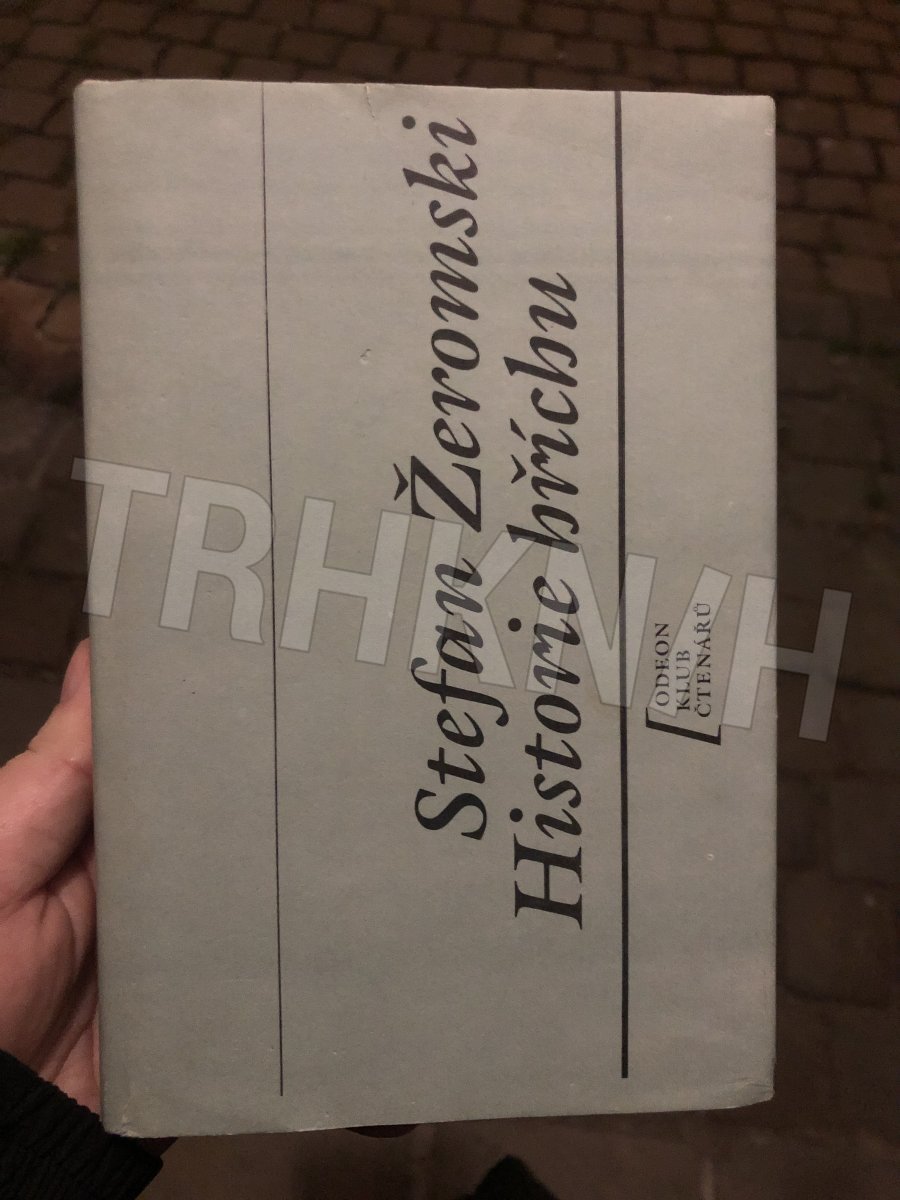 Stefan Žeromski
Historie hříchu
ODEON
KLUB
ČTENÁŘŮ
TRHKNIH